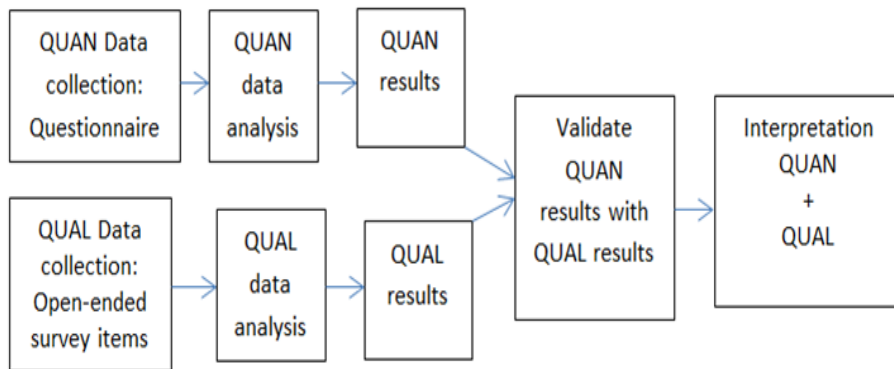 QUAN Data
collection:
Questionnaire
QUAN
data
analysis
QUAN
results
QUAL Data
collection:
Open-ended
survey items
QUAL
data
analysis
QUAL
results
Validate
QUAN
results with
QUAL results
Interpretation
QUAN
+
QUAL